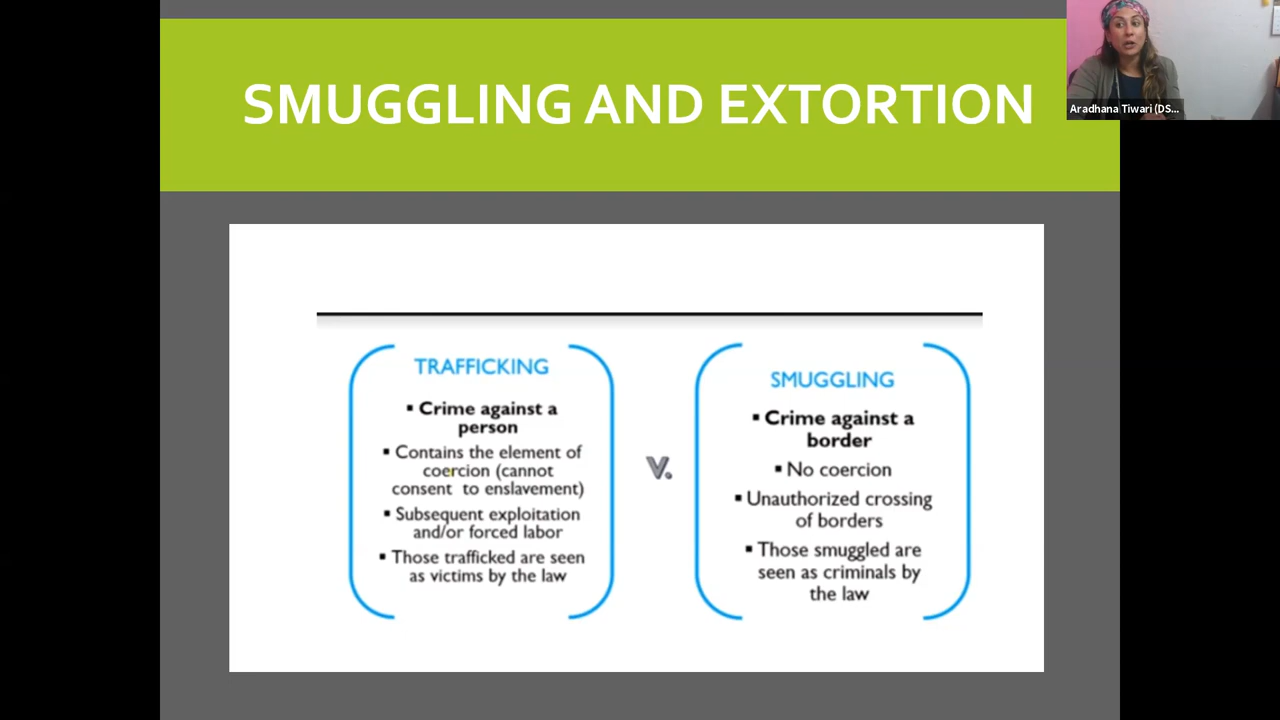 SMUGGLING AND EXTORTION
Aradhana Tiwari (DS...
TRAFFICKING
▪ Crime against a
person
▪ Contains the element of
coercion (cannot
consent to enslavement)
▪ Subsequent exploitation
and/or forced labor
▪ Those trafficked are seen
as victims by the law
V.
SMUGGLING
▪ Crime against a
border
▪ No coercion
▪ Unauthorized crossing
of borders
▪ Those smuggled are
seen as criminals by
the law